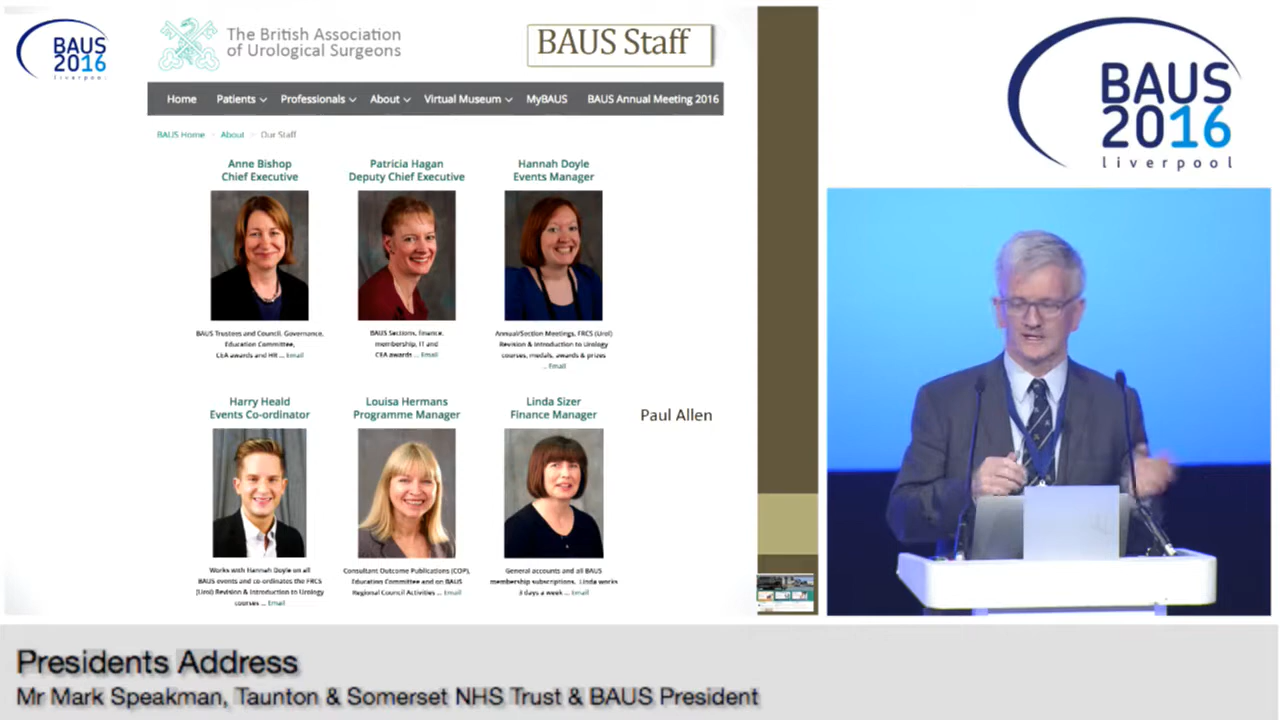 BAUS
2016
liverpool
The British Association
of Urological Surgeons
BAUS Staff
Home Patients Professionals About Virtual Museum MyBAUS BAUS Annual Meeting 2016
BAUS Home About Our Staff
Anne Bishop
Chief Executive
Patricia Hagan
Deputy Chief Executive
Hannah Doyle
Events Manager
BAUS Trustees and Council, Governance,
Education Committee,
CEA awards and HR ... Email
BAUS Sections, finance,
membership, IT and
CEA awards ... Email
Annual/Section Meetings, FRCS (Urol)
Revision & Introduction to Urology
courses, medals, awards & prizes
... Email
Harry Heald
Events Co-ordinator
Louisa Hermans
Programme Manager
Linda Sizer
Finance Manager
Paul Allen
Works with Hannah Doyle on all
BAUS events and co-ordinates the FRCS
(Urol) Revision & Introduction to Urology
courses ... Email
Consultant Outcome Publications (COP),
Education Committee and on BAUS
Regional Council Activities ... Email
General accounts and all BAUS
membership subscriptions. Linda works
3 days a week ... Email
BAUS
2016
liverpool
Presidents Address
Mr Mark Speakman, Taunton & Somerset NHS Trust & BAUS President